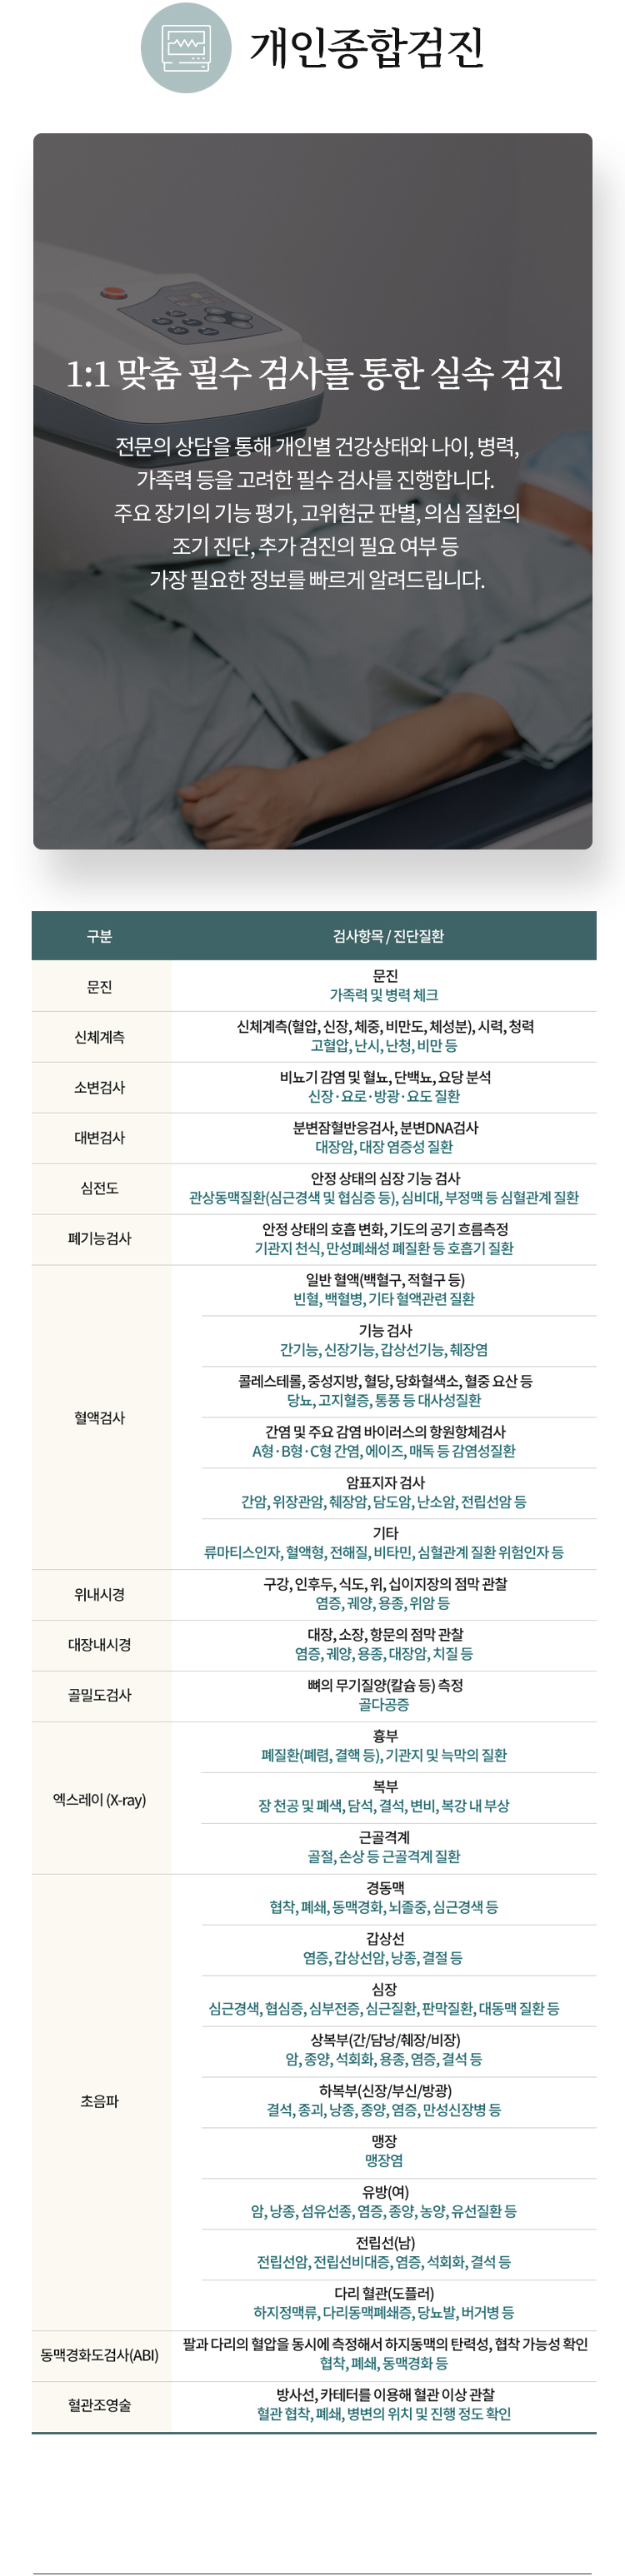 개인종합검진
1:1 맞춤 필수 검사를 통한 실속 검진
전문의 상담을 통해 개인별 건강상태와 나이, 병력,
가족력 등을 고려한 필수 검사를 진행합니다.
주요 장기의 기능 평가, 고위험군 판별, 의심 질환의
조기 진단, 추가 검진의 필요 여부 등
가장 필요한 정보를 빠르게 알려드립니다.
구분 검사항목 / 진단질환
문진
문진
가족력 및 병력 체크
신체계측
신체계측(혈압, 신장, 체중, 비만도, 체성분), 시력, 청력
고혈압, 난시, 난청, 비만 등
소변검사
비뇨기 감염 및 혈뇨, 단백뇨, 요당 분석
신장·요로·방광·요도 질환
대변검사
분변잠혈반응검사, 분변DNA검사
대장암, 대장 염증성 질환
심전도
안정 상태의 심장 기능 검사
관상동맥질환(심근경색 및 협심증 등), 심비대, 부정맥 등 심혈관계 질환
폐기능검사
안정 상태의 호흡 변화, 기도의 공기 흐름측정
기관지 천식, 만성폐쇄성 폐질환 등 호흡기 질환
혈액검사
일반 혈액(백혈구, 적혈구 등)
빈혈, 백혈병, 기타 혈액관련 질환
기능 검사
간기능, 신장기능, 갑상선기능, 췌장염
콜레스테롤, 중성지방, 혈당, 당화혈색소, 혈중 요산 등
당뇨, 고지혈증, 통풍 등 대사성질환
간염 및 주요 감염 바이러스의 항원항체검사
A형·B형·C형 간염, 에이즈, 매독 등 감염성질환
암표지자 검사
간암, 위장관암, 췌장암, 담도암, 난소암, 전립선암 등
기타
류마티스인자, 혈액형, 전해질, 비타민, 심혈관계 질환 위험인자 등
위내시경
구강, 인후두, 식도, 위, 십이지장의 점막 관찰
염증, 궤양, 용종, 위암 등
대장내시경
대장, 소장, 항문의 점막 관찰
염증, 궤양, 용종, 대장암, 치질 등
골밀도검사
뼈의 무기질양(칼슘 등) 측정
골다공증
엑스레이 (X-ray)
흉부
폐질환(폐렴, 결핵 등), 기관지 및 늑막의 질환
복부
장 천공 및 폐색, 담석, 결석, 변비, 복강 내 부상
근골격계
골절, 손상 등 근골격계 질환
초음파
경동맥
협착, 폐쇄, 동맥경화, 뇌졸중, 심근경색 등
갑상선
염증, 갑상선암, 낭종, 결절 등
심장
심근경색, 협심증, 심부전증, 심근질환, 판막질환, 대동맥 질환 등
상복부(간/담낭/췌장/비장)
암, 종양, 석회화, 용종, 염증, 결석 등
하복부(신장/부신/방광)
결석, 종괴, 낭종, 종양, 염증, 만성신장병 등
맹장
맹장염
유방(여)
암, 낭종, 섬유선종, 염증, 종양, 농양, 유선질환 등
전립선(남)
전립선암, 전립선비대증, 염증, 석회화, 결석 등
다리 혈관(도플러)
하지정맥류, 다리동맥폐쇄증, 당뇨발, 버거병 등
동맥경화도검사(ABI)
팔과 다리의 혈압을 동시에 측정해서 하지동맥의 탄력성, 협착 가능성 확인
협착, 폐쇄, 동맥경화 등
혈관조영술
방사선, 카테터를 이용해 혈관 이상 관찰
혈관 협착, 폐쇄, 병변의 위치 및 진행 정도 확인